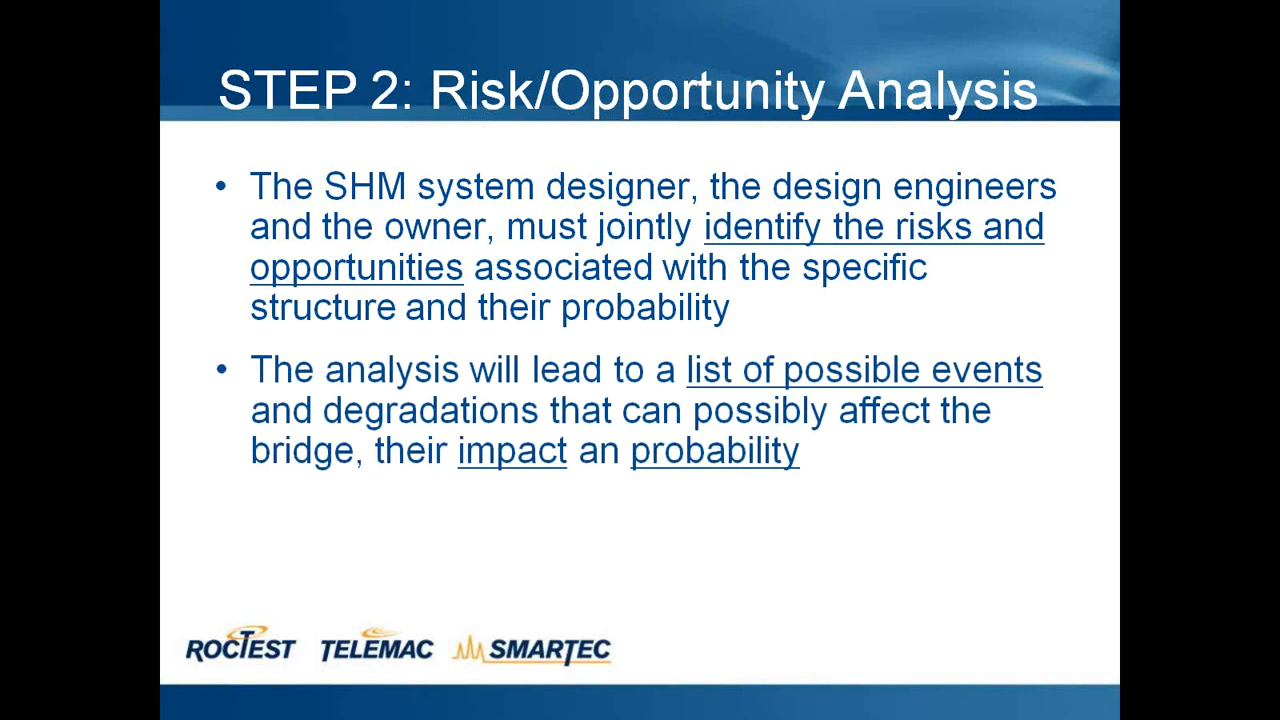 STEP 2: Risk/Opportunity Analysis
• The SHM system designer, the design engineers
and the owner, must jointly identify the risks and
opportunities associated with the specific
structure and their probability
• The analysis will lead to a list of possible events
and degradations that can possibly affect the
bridge, their impact an probability
ROCTEST TELEMAC SMARTEC